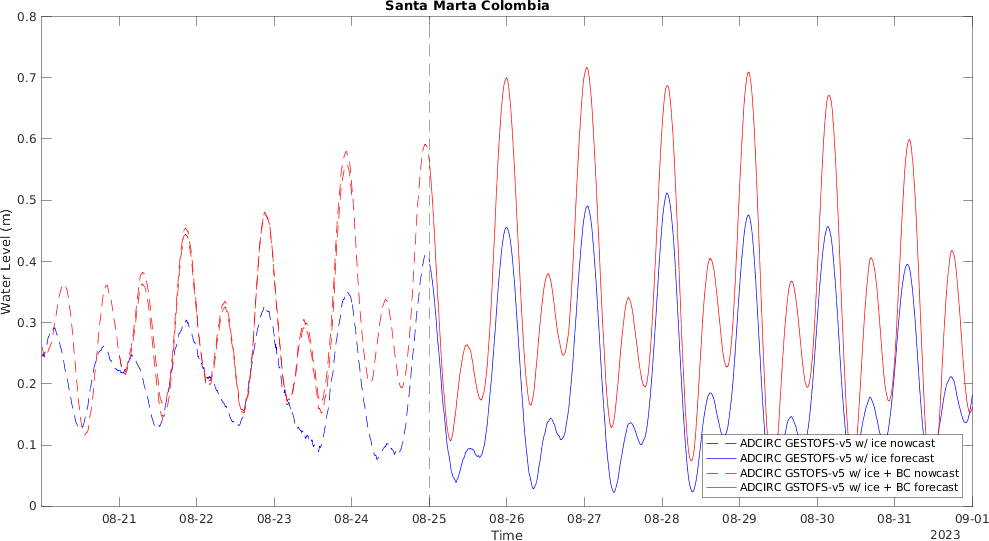 Santa Marta Colombia
0.8
0.7
0.6
0.5
0.4
0.3
0.2
0.1
0
Water Level (m)
08-21 08-22 08-23 08-24 08-25 08-26 08-27 08-28 08-29 08-30 08-31 09-01
Time
2023
ADCIRC GESTOFS-v5 w/ ice nowcast
ADCIRC GESTOFS-v5 w/ ice forecast
ADCIRC GSTOFS-v5 w/ ice + BC nowcast
ADCIRC GSTOFS-v5 w/ ice + BC forecast